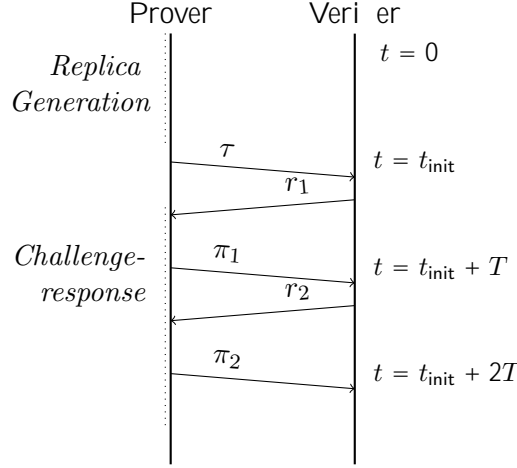 Prover Veri er
t = 0
Replica
Generation
τ
t = t_init
r_1
Challenge-
response
π_1
t = t_init + T
r_2
π_2
t = t_init + 2T